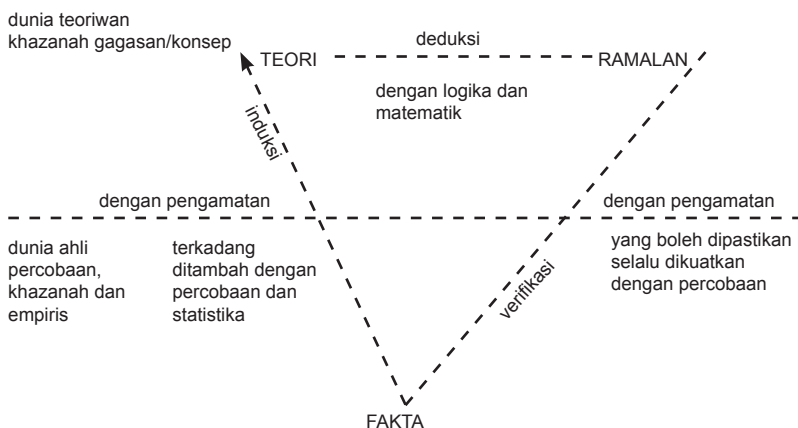 dunia teoriwan
khazanah gagasan/konsep
TEORI
deduksi
RAMALAN
dengan logika dan
matematik
induksi
dengan pengamatan
dengan pengamatan
dunia ahli
percobaan,
khazanah dan
empiris
terkadang
ditambah dengan
percobaan dan
statistika
verifikasi
yang boleh dipastikan
selalu dikuatkan
dengan percobaan
FAKTA